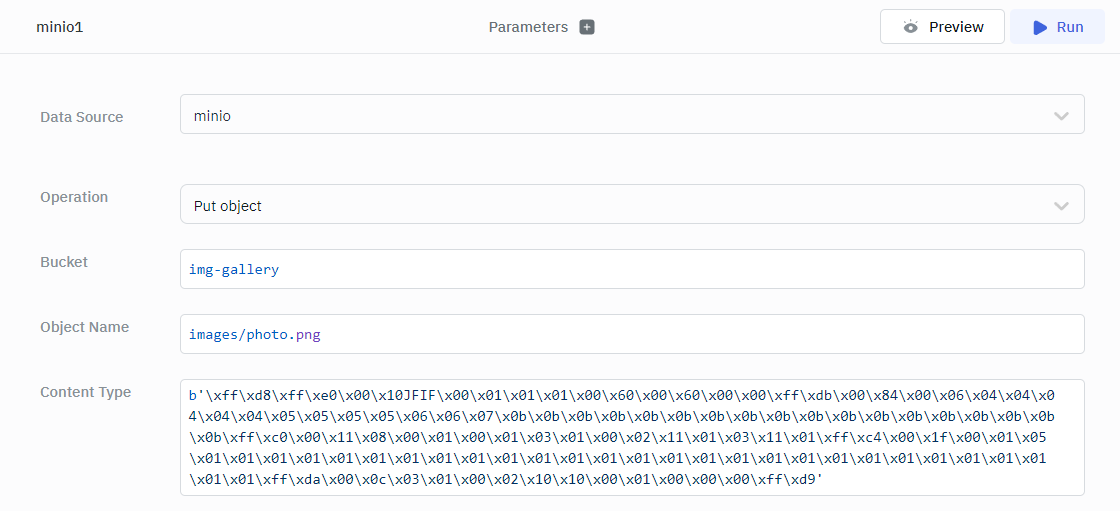 minio1
Parameters +
Preview
Run
Data Source
minio
Operation
Put object
Bucket
img-gallery
Object Name
images/photo.png
Content Type
b'\xff\xd8\xff\xe0\x00\x10JFIF\x00\x01\x01\x01\x00\x60\x00\x60\x00\x00\xff\xdb\x00\x84\x00\x06\x04\x04\x0
4\x04\x04\x05\x05\x05\x05\x06\x06\x07\x0b\x0b\x0b\x0b\x0b\x0b\x0b\x0b\x0b\x0b\x0b\x0b\x0b\x0b\x0b\x0b
\x0b\xff\xc0\x00\x11\x08\x00\x01\x00\x01\x03\x01\x00\x02\x11\x01\x03\x11\x01\xff\xc4\x00\x1f\x00\x01\x05
\x01\x01\x01\x01\x01\x01\x01\x01\x01\x01\x01\x01\x01\x01\x01\x01\x01\x01\x01\x01\x01\x01\x01\x01
\x01\x01\xff\xda\x00\x0c\x03\x01\x00\x02\x10\x10\x00\x01\x00\x00\x00\xff\xd9'